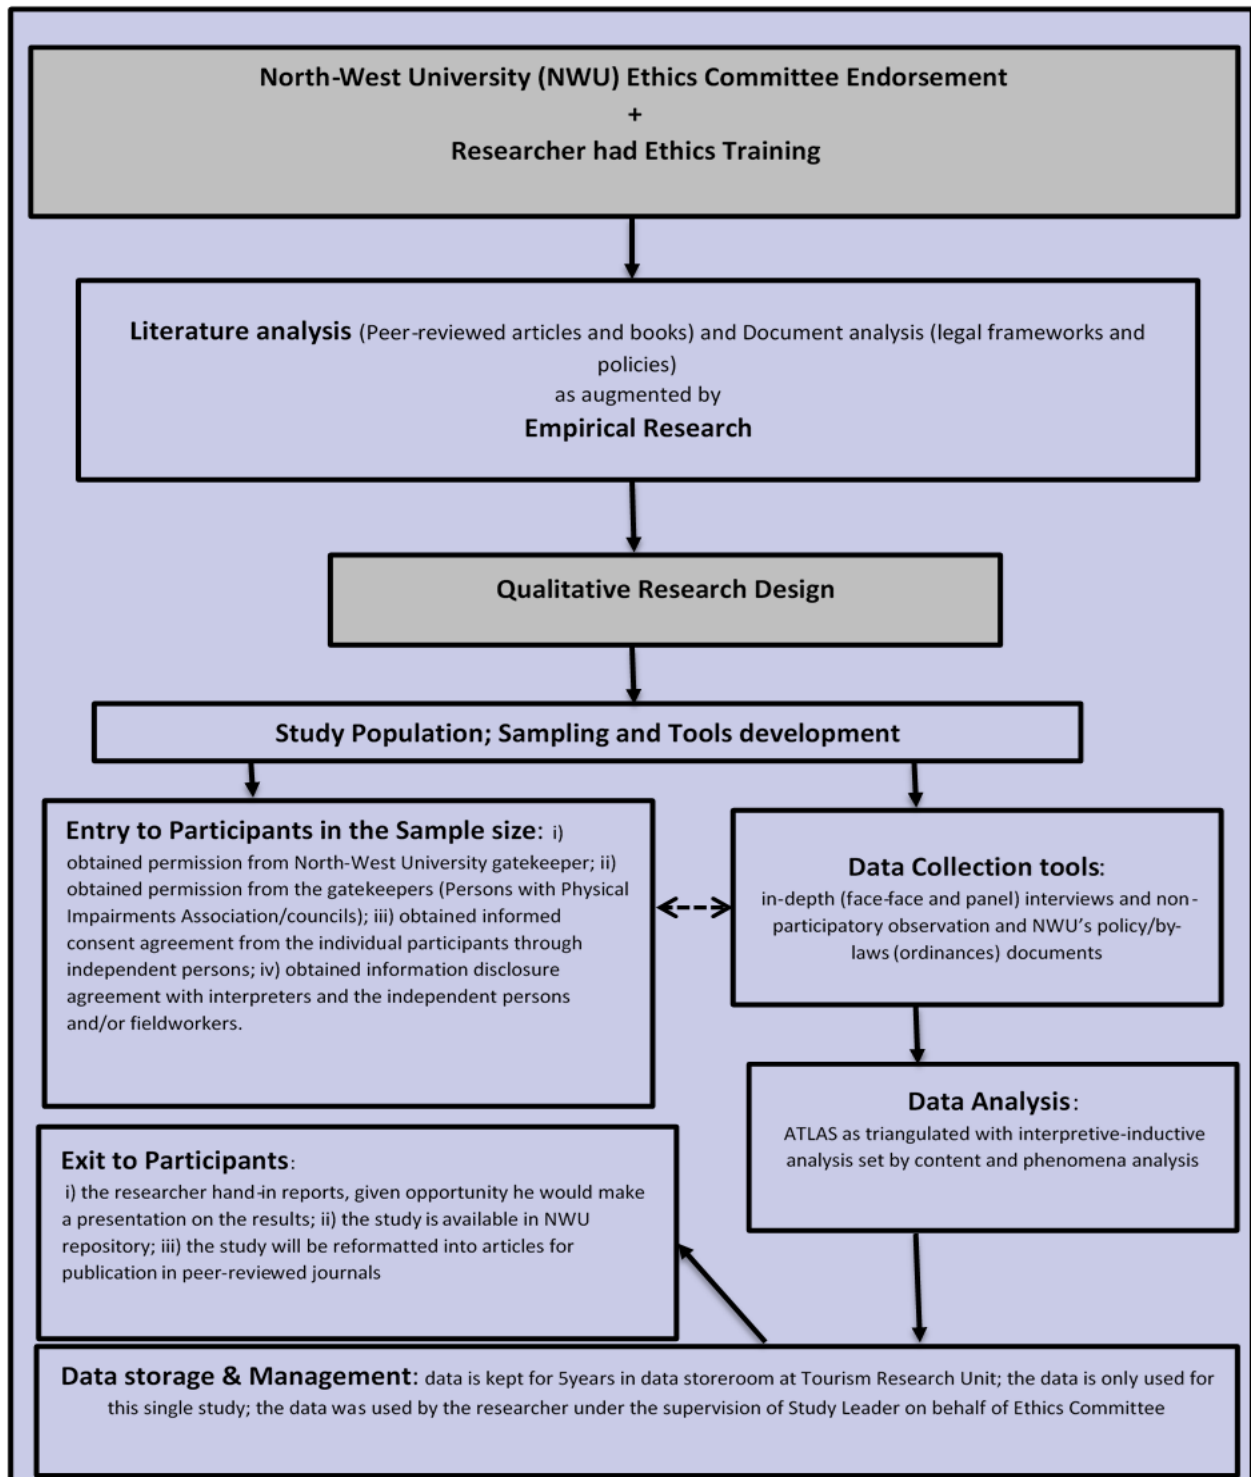 North-West University (NWU) Ethics Committee Endorsement
+
Researcher had Ethics Training
Literature analysis (Peer-reviewed articles and books) and Document analysis (legal frameworks and
policies)
as augmented by
Empirical Research
Qualitative Research Design
Study Population; Sampling and Tools development
Entry to Participants in the Sample size: i)
obtained permission from North-West University gatekeeper; ii)
obtained permission from the gatekeepers (Persons with Physical
Impairments Association/councils); iii) obtained informed
consent agreement from the individual participants through
independent persons; iv) obtained information disclosure
agreement with interpreters and the independent persons
and/or fieldworkers.
Data Collection tools:
in-depth (face-face and panel) interviews and non-
participatory observation and NWU's policy/by-
laws (ordinances) documents
Data Analysis:
ATLAS as triangulated with interpretive-inductive
analysis set by content and phenomena analysis
Exit to Participants:
i) the researcher hand-in reports, given opportunity he would make
a presentation on the results; ii) the study is available in NWU
repository; iii) the study will be reformatted into articles for
publication in peer-reviewed journals
Data storage & Management: data is kept for 5years in data storeroom at Tourism Research Unit; the data is only used for
this single study; the data was used by the researcher under the supervision of Study Leader on behalf of Ethics Committee